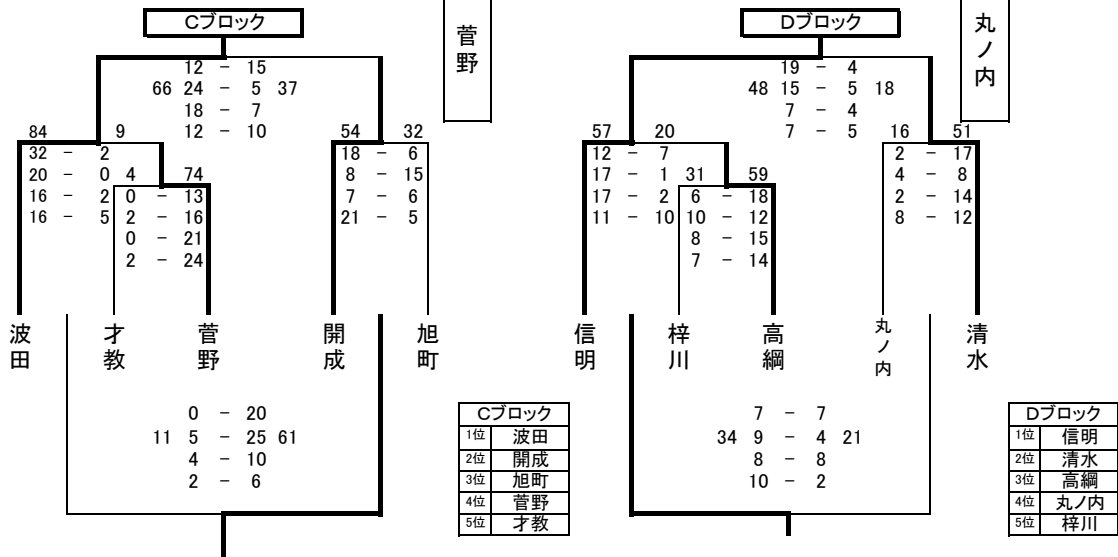 Cブロック
菅野
12 - 15
66 24 - 5 37
18 - 7
12 - 10
84 9
32 - 2
20 - 0
16 - 2
16 - 5
4 74
0 - 13
2 - 16
0 - 21
2 - 24
54 32
18 - 6
8 - 15
7 - 6
21 - 5
波田
才教
菅野
開成
旭町
0 - 20
11 5 - 25 61
4 - 10
2 - 6
Cブロック
1位 波田
2位 開成
3位 旭町
4位 菅野
5位 才教
Dブロック
丸ノ内
19 - 4
48 15 - 5 18
7 - 4
7 - 5
57 20
12 - 7
17 - 1
17 - 2
11 - 10
31 59
6 - 18
10 - 12
8 - 15
7 - 14
16 51
2 - 17
4 - 8
2 - 14
8 - 12
信明
梓川
高綱
丸ノ内
清水
7 - 7
34 9 - 4 21
8 - 8
10 - 2
Dブロック
1位 信明
2位 清水
3位 高綱
4位 丸ノ内
5位 梓川